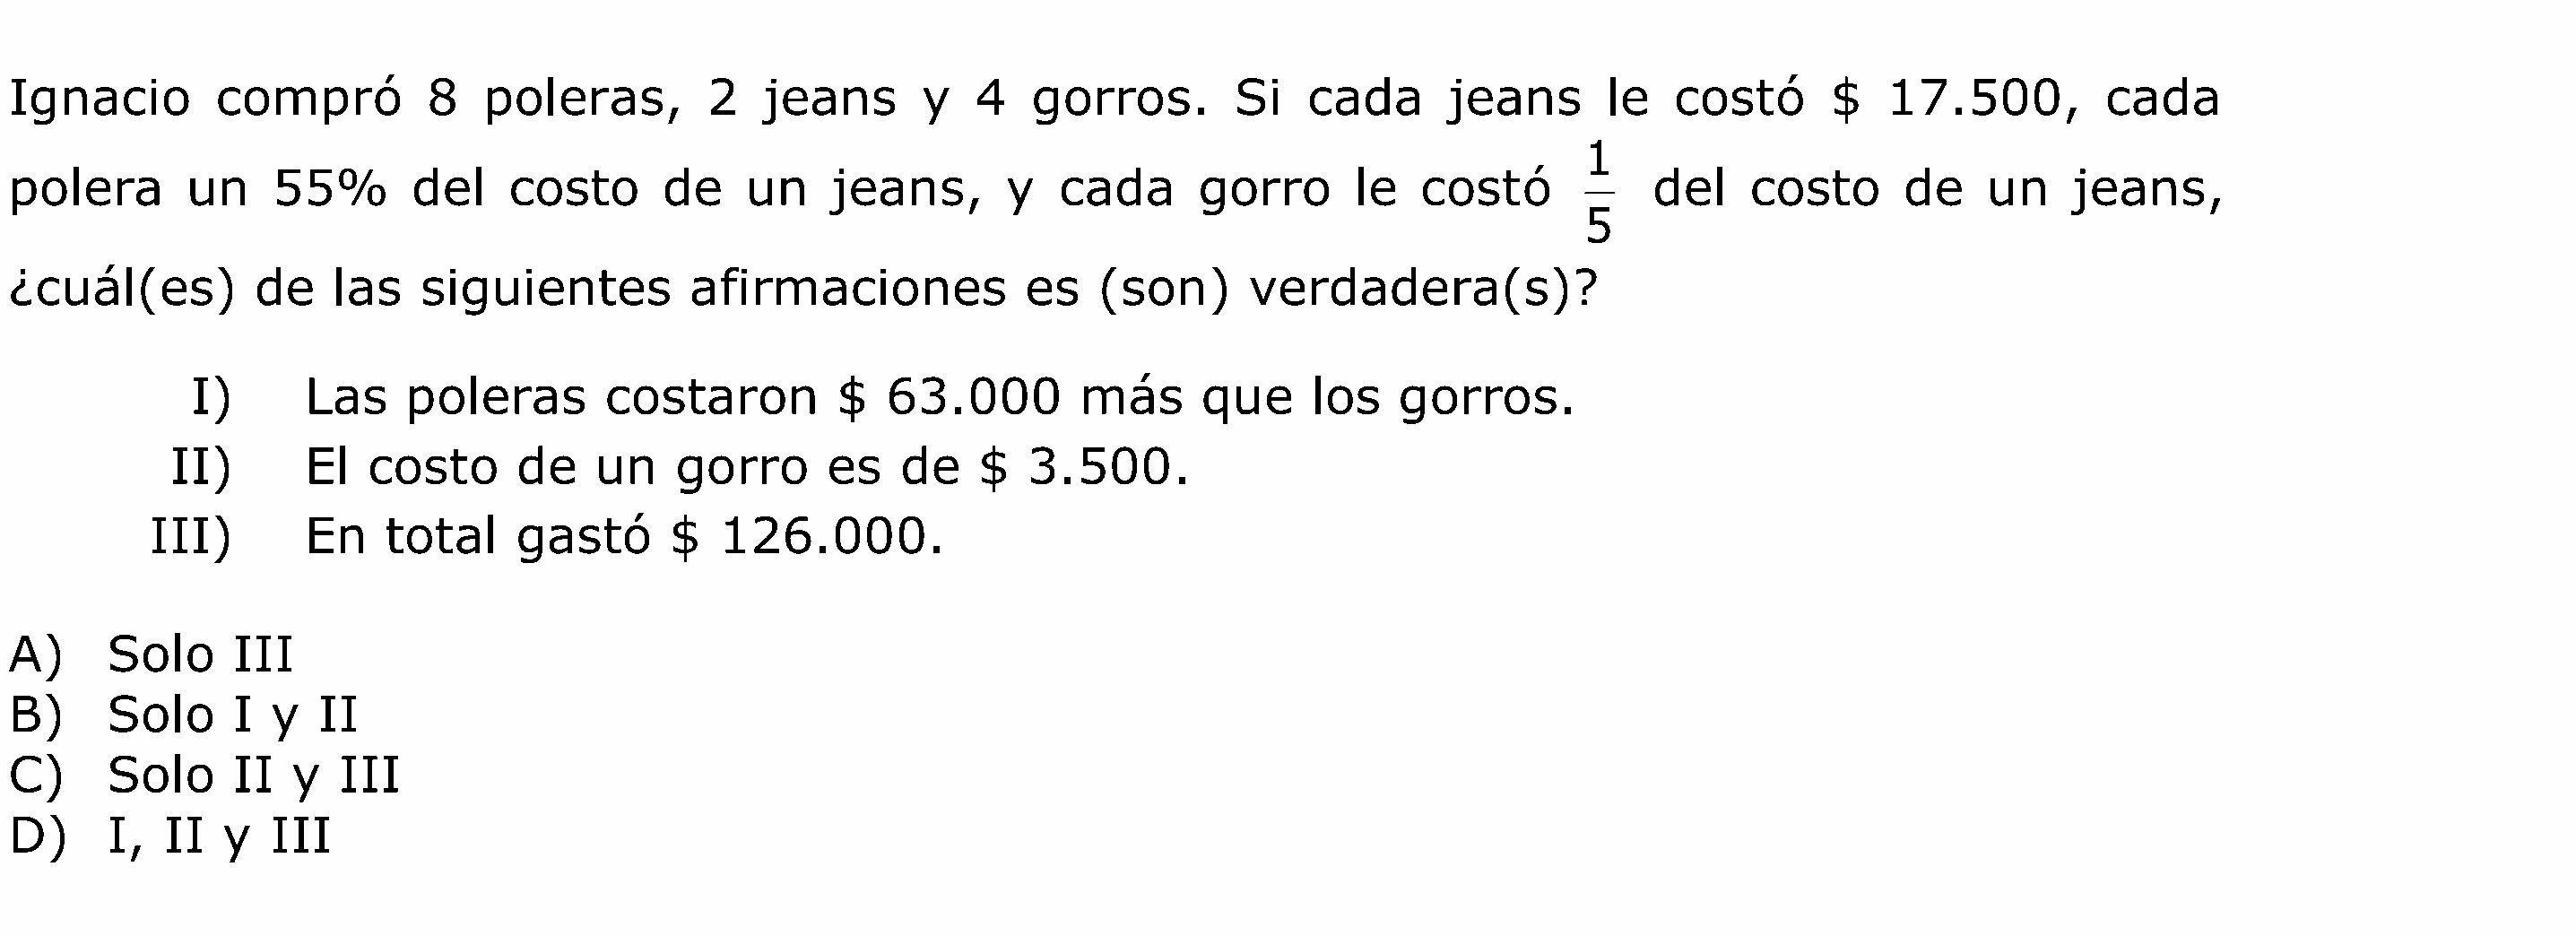 Ignacio compró 8 poleras, 2 jeans y 4 gorros. Si cada jeans le costó $ 17.500, cada
polera un 55% del costo de un jeans, y cada gorro le costó 1/5 del costo de un jeans,
¿cuál(es) de las siguientes afirmaciones es (son) verdadera(s)?
I) Las poleras costaron $ 63.000 más que los gorros.
II) El costo de un gorro es de $ 3.500.
III) En total gastó $ 126.000.
A) Solo III
B) Solo I y II
C) Solo II y III
D) I, II y III